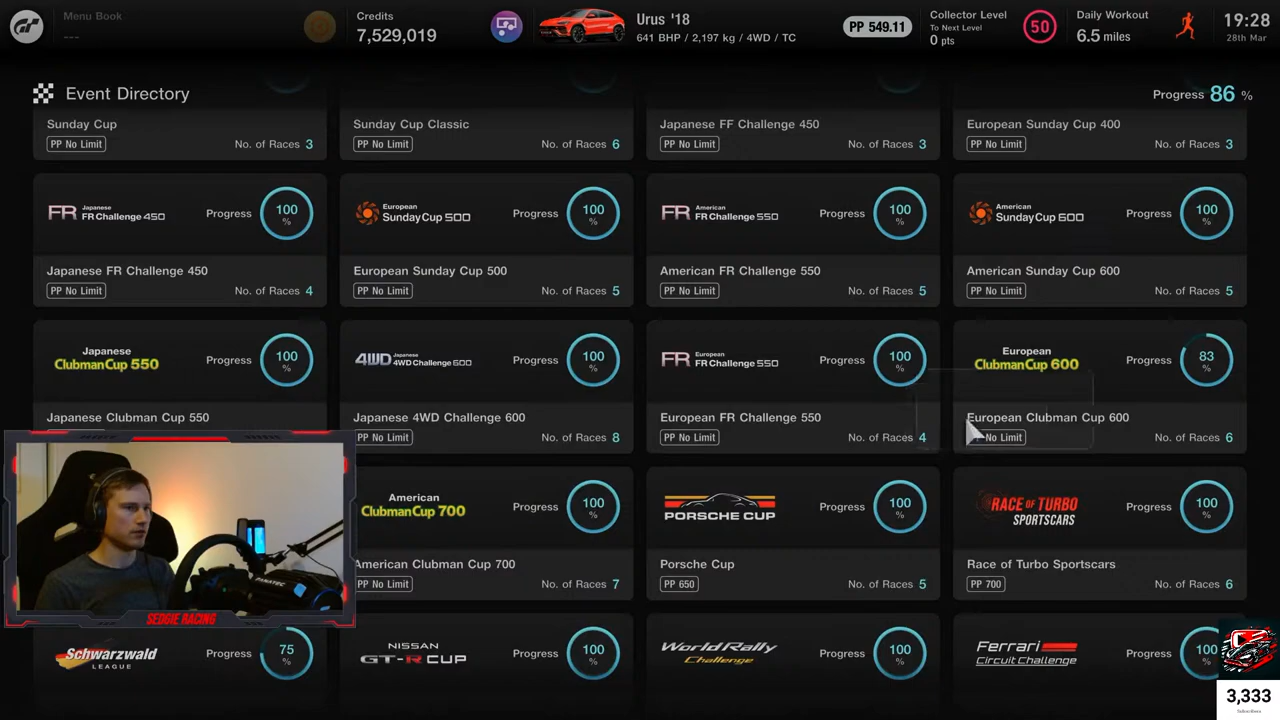 GT
Menu Book
---
Credits
7,529,019
Urus '18
641 BHP / 2,197 kg / 4WD / TC
PP 549.11
Collector Level
To Next Level
0 pts
50
Daily Workout
6.5 miles
19:28
28th Mar
Event Directory
Progress 86 %
Sunday Cup
PP No Limit
No. of Races 3
Sunday Cup Classic
PP No Limit
No. of Races 6
Japanese FF Challenge 450
PP No Limit
No. of Races 3
European Sunday Cup 400
PP No Limit
No. of Races 3
Japanese
FR FR Challenge 450
Progress
100
%
Japanese FR Challenge 450
PP No Limit
No. of Races 4
European
Sunday Cup 500
Progress
100
%
European Sunday Cup 500
PP No Limit
No. of Races 5
American
FR FR Challenge 550
Progress
100
%
American FR Challenge 550
PP No Limit
No. of Races 5
American
Sunday Cup 600
Progress
100
%
American Sunday Cup 600
PP No Limit
No. of Races 5
Japanese
Clubman Cup 550
Progress
100
%
Japanese Clubman Cup 550
Japanese
4WD 4WD Challenge 600
Progress
100
%
Japanese 4WD Challenge 600
PP No Limit
No. of Races 8
European
FR FR Challenge 550
Progress
100
%
European FR Challenge 550
PP No Limit
No. of Races 4
European
Clubman Cup 600
Progress
83
%
European Clubman Cup 600
No Limit
No. of Races 6
American
Clubman Cup 700
Progress
100
%
American Clubman Cup 700
PP No Limit
No. of Races 7
PORSCHE CUP
Progress
100
%
Porsche Cup
PP 650
No. of Races 5
RACE OF TURBO
SPORTSCARS
Progress
100
%
Race of Turbo Sportscars
PP 700
No. of Races 6
FANATEC
SEDGIE RACING
Schwarzwald
LEAGUE
Progress
75
%
NISSAN
GT-R CUP
Progress
100
%
World Rally
Challenge
Progress
100
%
Ferrari
Circuit Challenge
Progress
100
3,333
Subscribers